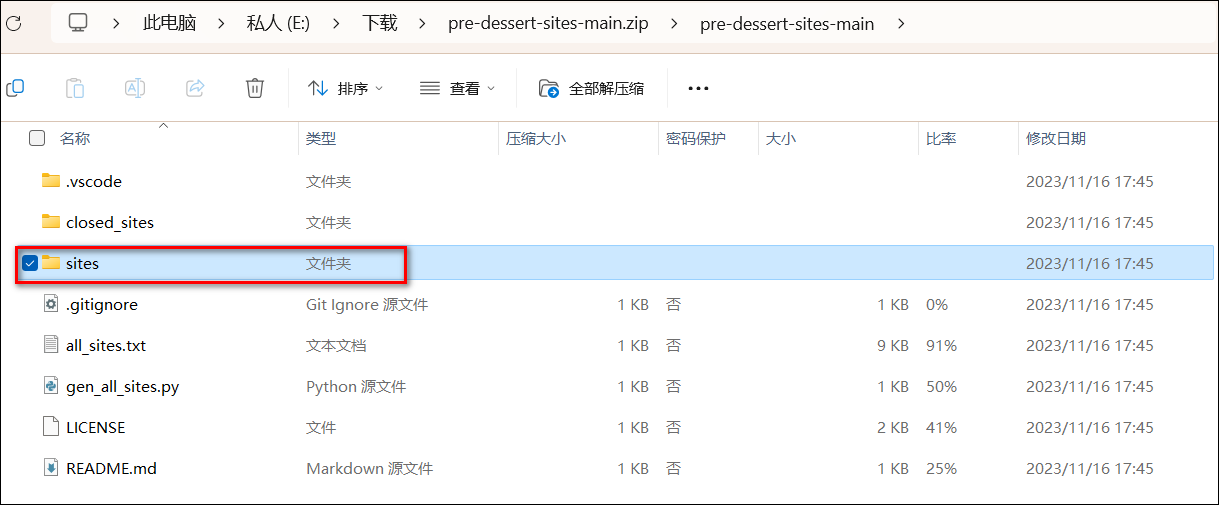 此电脑 > 私人 (E:) > 下载 > pre-dessert-sites-main.zip > pre-dessert-sites-main >
排序 查看 全部解压缩 ...
名称 类型 压缩大小 密码保护 大小 比率 修改日期
.vscode 文件夹 2023/11/16 17:45
closed_sites 文件夹 2023/11/16 17:45
sites 文件夹 2023/11/16 17:45
.gitignore Git Ignore 源文件 1 KB 否 1 KB 0% 2023/11/16 17:45
all_sites.txt 文本文档 1 KB 否 9 KB 91% 2023/11/16 17:45
gen_all_sites.py Python 源文件 1 KB 否 1 KB 50% 2023/11/16 17:45
LICENSE 文件 1 KB 否 2 KB 41% 2023/11/16 17:45
README.md Markdown 源文件 1 KB 否 1 KB 25% 2023/11/16 17:45